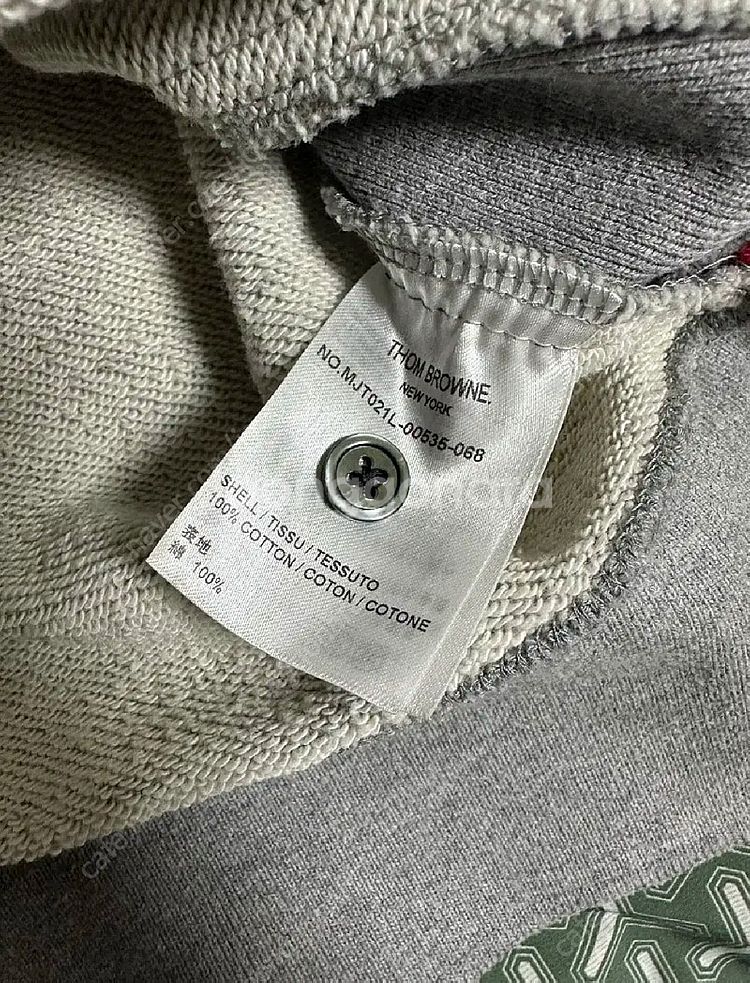 THOM BROWNE.
NEW YORK
NO.MJT021L-00535-068
SHELL / TISSU / TESSUTO
100% COTTON / COTON / COTONE
表地
綿 100%